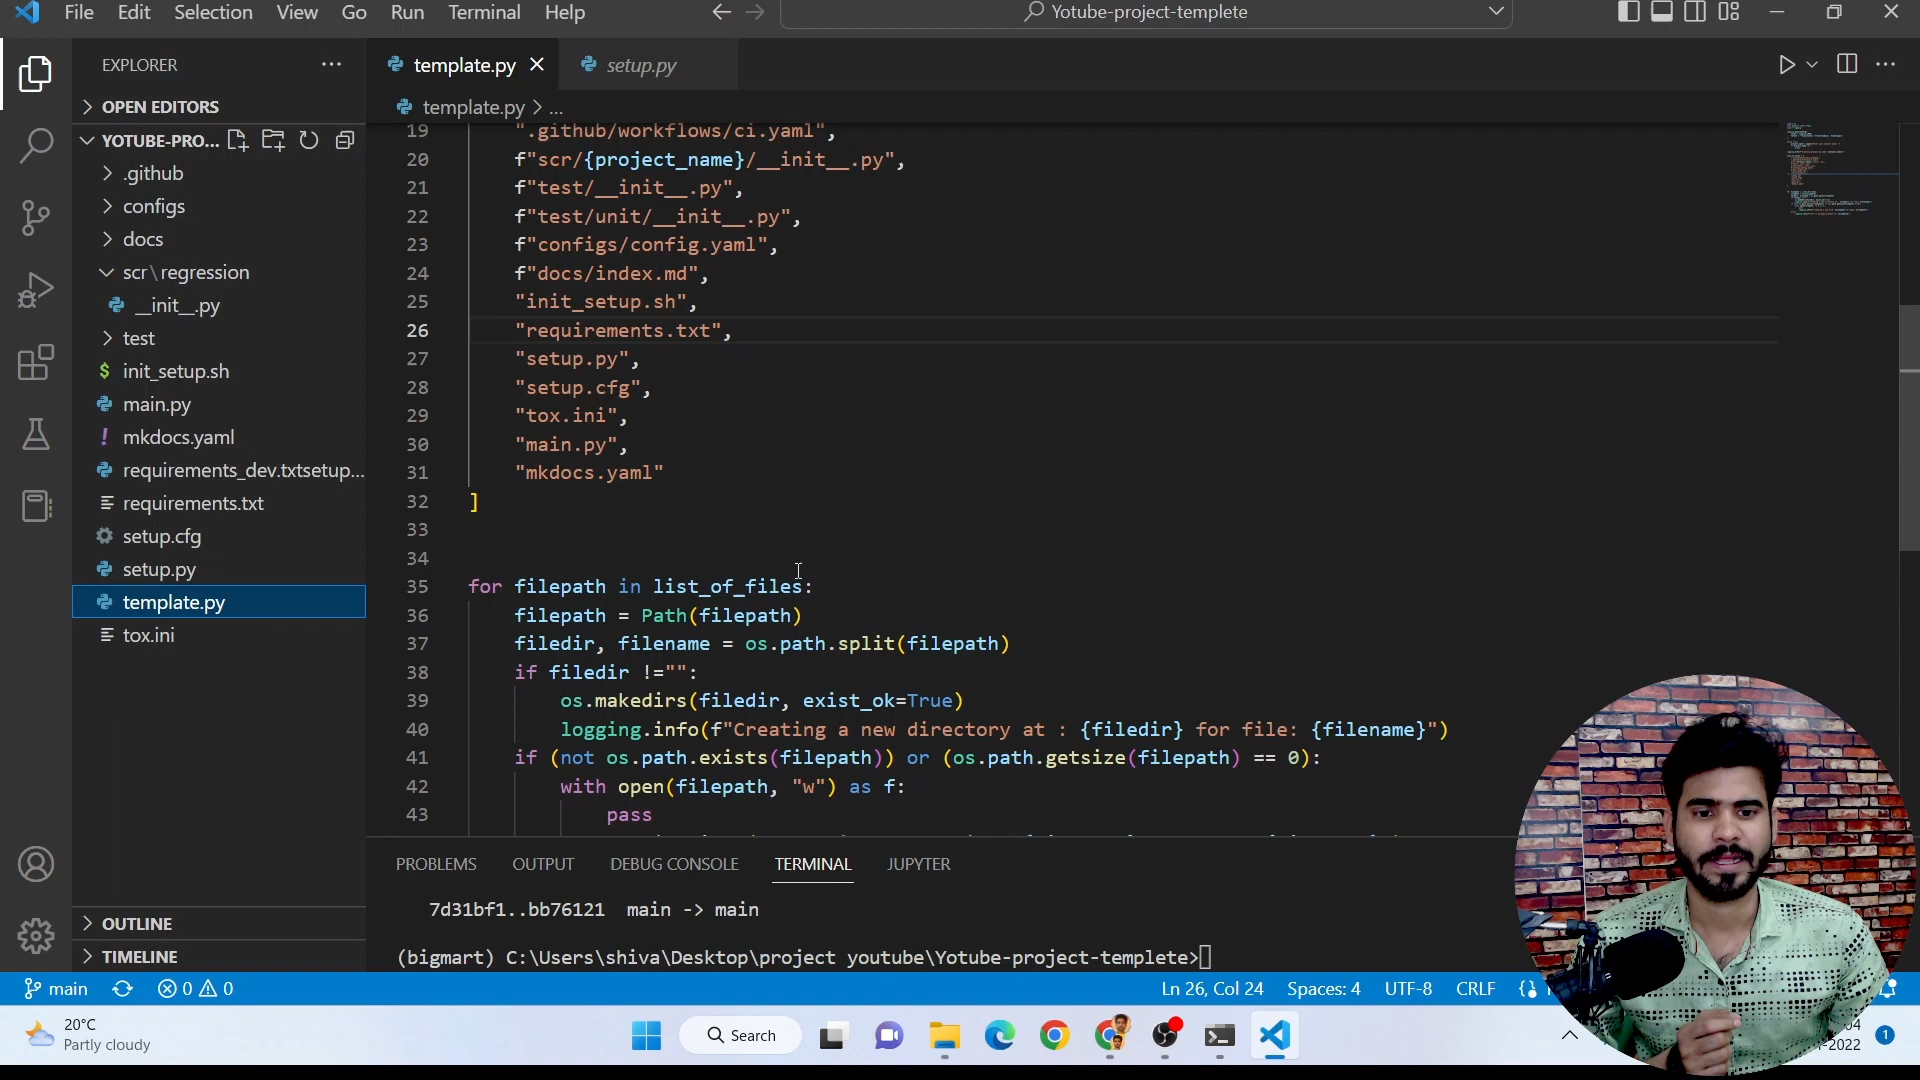 File Edit Selection View Go Run Terminal Help
Yotube-project-templete
EXPLORER
OPEN EDITORS
YOTUBE-PRO...
.github
configs
docs
scr\regression
__init__.py
test
init_setup.sh
main.py
mkdocs.yaml
requirements_dev.txtsetup...
requirements.txt
setup.cfg
setup.py
template.py
tox.ini
OUTLINE
TIMELINE
template.py
setup.py
template.py > ...
19 ".github/workflows/ci.yaml",
20 f"scr/{project_name}/__init__.py",
21 f"test/__init__.py",
22 f"test/unit/__init__.py",
23 f"configs/config.yaml",
24 f"docs/index.md",
25 "init_setup.sh",
26 "requirements.txt",
27 "setup.py",
28 "setup.cfg",
29 "tox.ini",
30 "main.py",
31 "mkdocs.yaml"
32 ]
33
34
35 for filepath in list_of_files:
36 filepath = Path(filepath)
37 filedir, filename = os.path.split(filepath)
38 if filedir !="":
39 os.makedirs(filedir, exist_ok=True)
40 logging.info(f"Creating a new directory at : {filedir} for file: {filename}")
41 if (not os.path.exists(filepath)) or (os.path.getsize(filepath) == 0):
42 with open(filepath, "w") as f:
43 pass
PROBLEMS OUTPUT DEBUG CONSOLE TERMINAL JUPYTER
7d31bf1..bb76121 main -> main
(bigmart) C:\Users\shiva\Desktop\project youtube\Yotube-project-templete>
main 0 0
Ln 26, Col 24 Spaces: 4 UTF-8 CRLF
20°C
Partly cloudy
Search
04
-2022
1